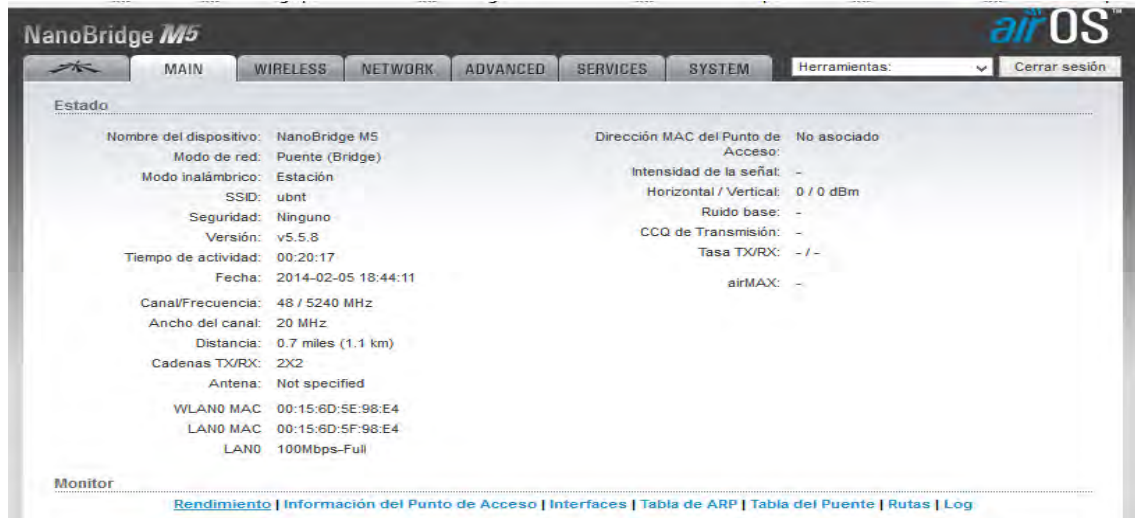 NanoBridge M5
airOS™
MAIN WIRELESS NETWORK ADVANCED SERVICES SYSTEM Herramientas: Cerrar sesión
Estado
Nombre del dispositivo: NanoBridge M5
Modo de red: Puente (Bridge)
Modo inalámbrico: Estación
SSID: ubnt
Seguridad: Ninguno
Versión: v5.5.8
Tiempo de actividad: 00:20:17
Fecha: 2014-02-05 18:44:11
Canal/Frecuencia: 48 / 5240 MHz
Ancho del canal: 20 MHz
Distancia: 0.7 miles (1.1 km)
Cadenas TX/RX: 2X2
Antena: Not specified
WLAN0 MAC 00:15:6D:5E:98:E4
LAN0 MAC 00:15:6D:5F:98:E4
LAN0 100Mbps-Full
Dirección MAC del Punto de
Acceso: No asociado
Intensidad de la señal: -
Horizontal / Vertical: 0 / 0 dBm
Ruido base: -
CCQ de Transmisión: -
Tasa TX/RX: - / -
airMAX: -
Monitor
Rendimiento | Información del Punto de Acceso | Interfaces | Tabla de ARP | Tabla del Puente | Rutas | Log